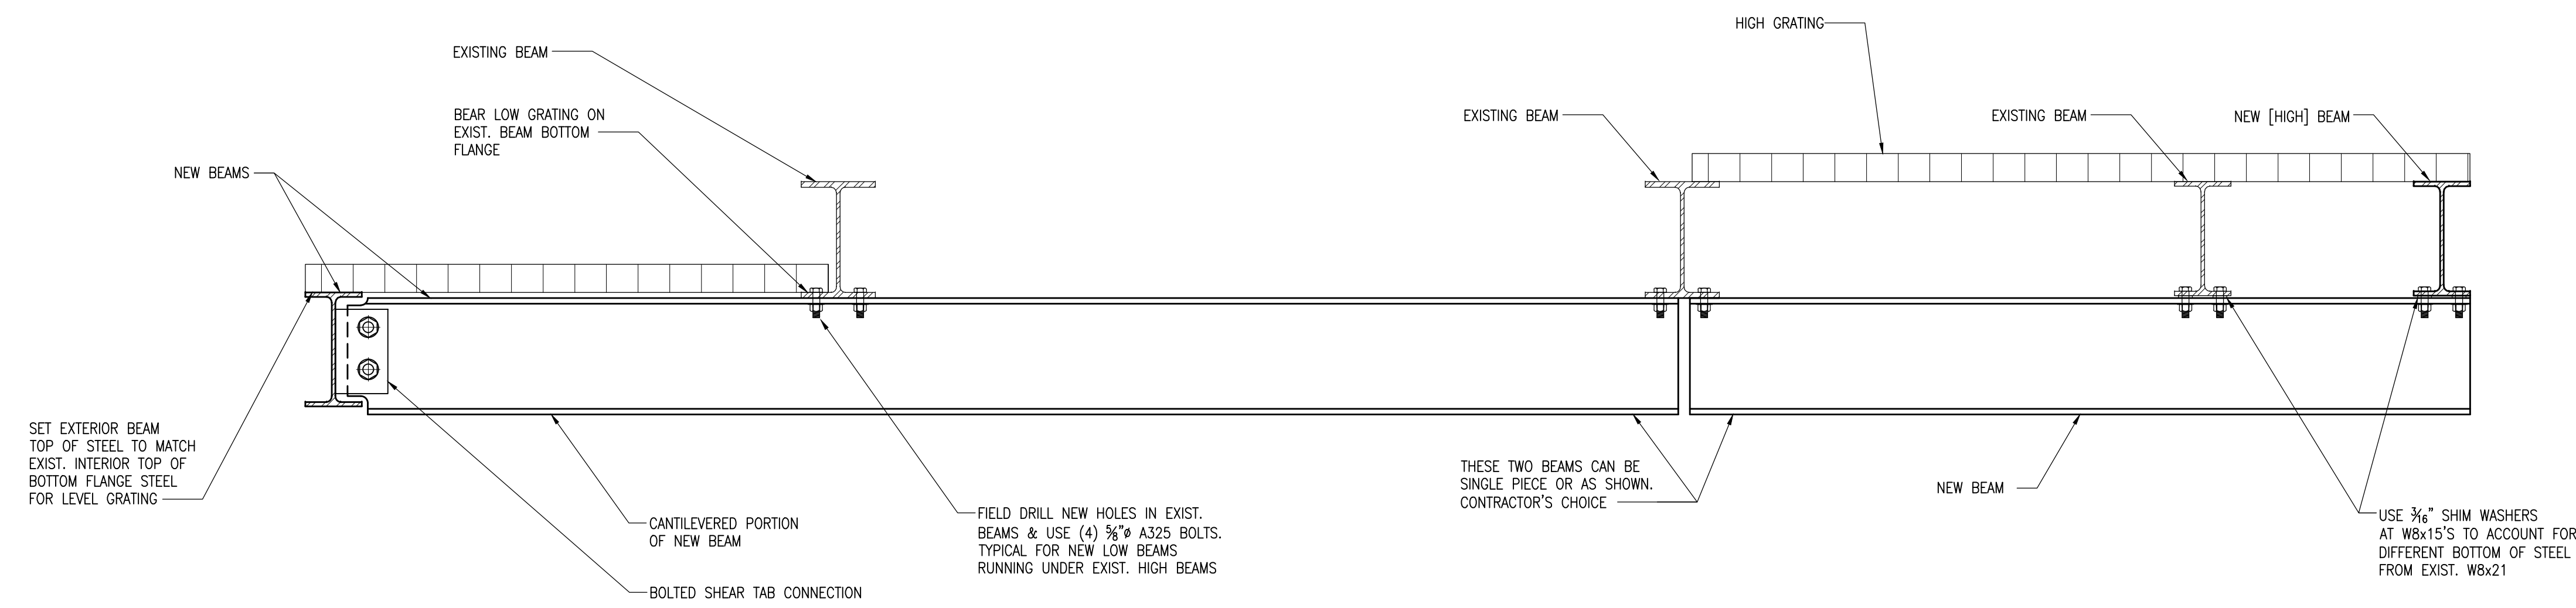 HIGH GRATING
EXISTING BEAM
BEAR LOW GRATING ON
EXIST. BEAM BOTTOM
FLANGE
EXISTING BEAM
EXISTING BEAM
NEW [HIGH] BEAM
NEW BEAMS
SET EXTERIOR BEAM
TOP OF STEEL TO MATCH
EXIST. INTERIOR TOP OF
BOTTOM FLANGE STEEL
FOR LEVEL GRATING
CANTILEVERED PORTION
OF NEW BEAM
BOLTED SHEAR TAB CONNECTION
FIELD DRILL NEW HOLES IN EXIST.
BEAMS & USE (4) ⅝"ø A325 BOLTS.
TYPICAL FOR NEW LOW BEAMS
RUNNING UNDER EXIST. HIGH BEAMS
THESE TWO BEAMS CAN BE
SINGLE PIECE OR AS SHOWN.
CONTRACTOR'S CHOICE
NEW BEAM
USE 3/16" SHIM WASHERS
AT W8x15'S TO ACCOUNT FOR
DIFFERENT BOTTOM OF STEEL
FROM EXIST. W8x21